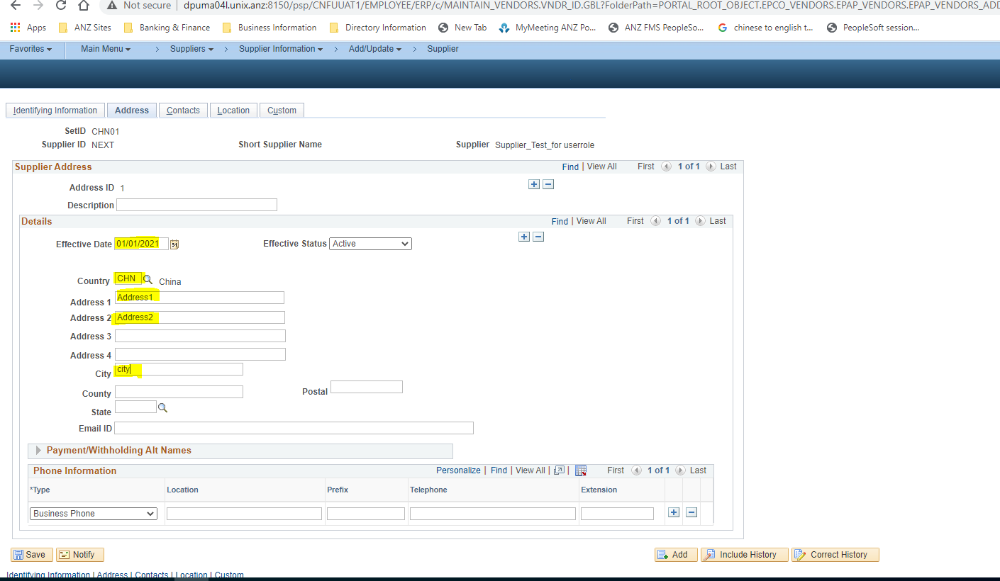 Not secure | dpuma04l.unix.anz:8150/psp/CNFUUAT1/EMPLOYEE/ERP/c/MAINTAIN_VENDORS.VNDR_ID.GBL?FolderPath=PORTAL_ROOT_OBJECT.EPCO_VENDORS.EPAP_VENDORS.EPAP_VENDORS_ADD
Apps ANZ Sites Banking & Finance Business Information Directory Information New Tab MyMeeting ANZ Po... ANZ FMS PeopleSo... chinese to english t... PeopleSoft session...
Favorites Main Menu > Suppliers > Supplier Information > Add/Update > Supplier
Identifying Information Address Contacts Location Custom
SetID CHN01
Supplier ID NEXT Short Supplier Name Supplier Supplier_Test_for userrole
Supplier Address Find | View All First 1 of 1 Last
Address ID 1
Description
Details Find | View All First 1 of 1 Last
Effective Date 01/01/2021 31 Effective Status Active
Country CHN China
Address 1 Address1
Address 2 Address2
Address 3
Address 4
City city
County Postal
State
Email ID
Payment/Withholding Alt Names
Phone Information Personalize | Find | View All | | First 1 of 1 Last
*Type Location Prefix Telephone Extension
Business Phone
Save Notify Add Include History Correct History
Identifying Information | Address | Contacts | Location | Custom